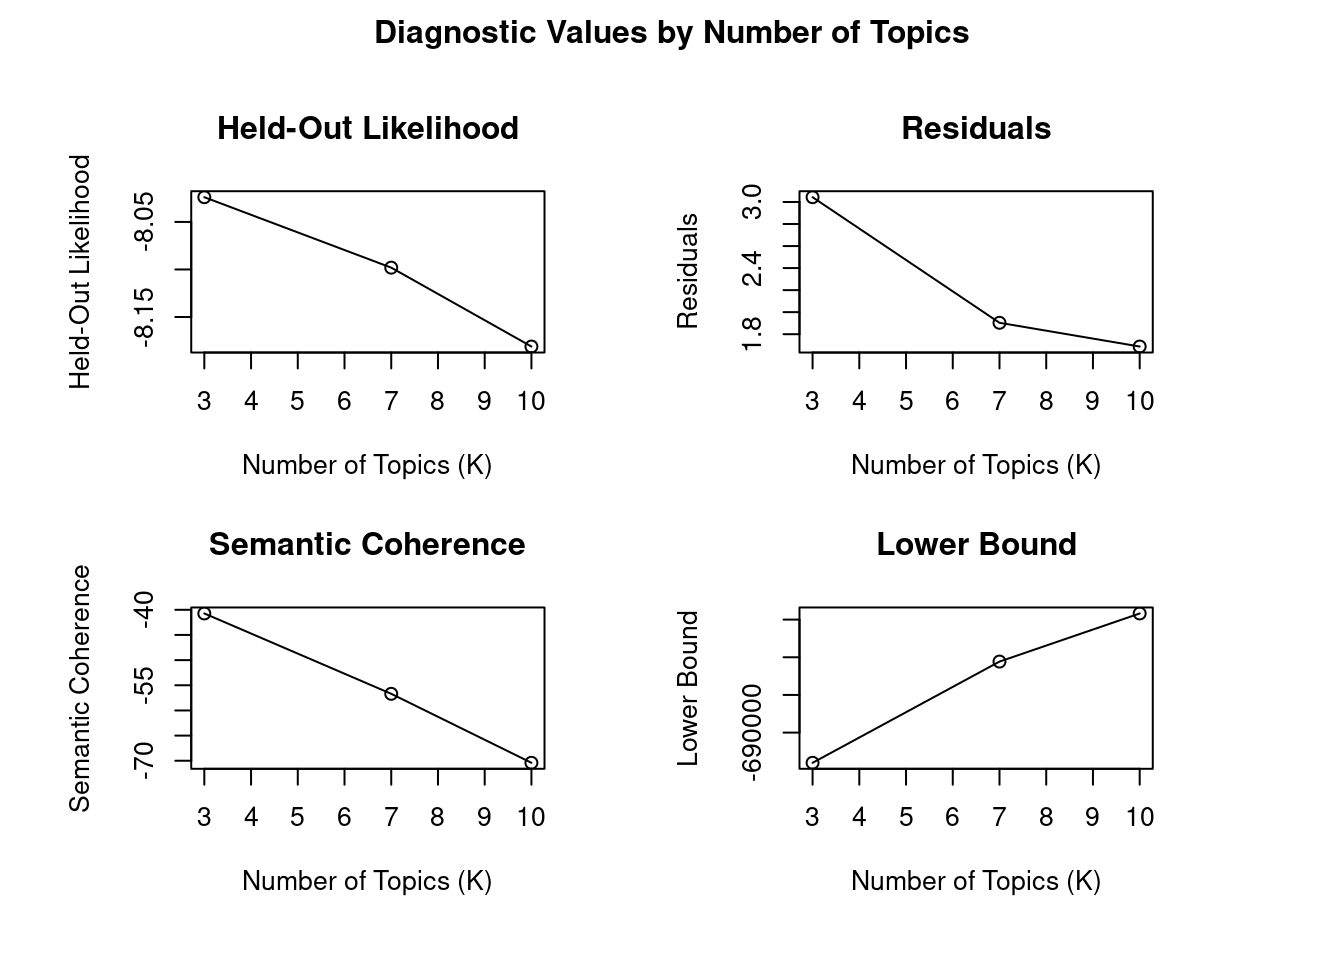 Diagnostic Values by Number of Topics
Held-Out Likelihood
Held-Out Likelihood
-8.05
-8.15
3 4 5 6 7 8 9 10
Number of Topics (K)
Residuals
Residuals
3.0
2.4
1.8
3 4 5 6 7 8 9 10
Number of Topics (K)
Semantic Coherence
Semantic Coherence
-40
-55
-70
3 4 5 6 7 8 9 10
Number of Topics (K)
Lower Bound
Lower Bound
-690000
3 4 5 6 7 8 9 10
Number of Topics (K)